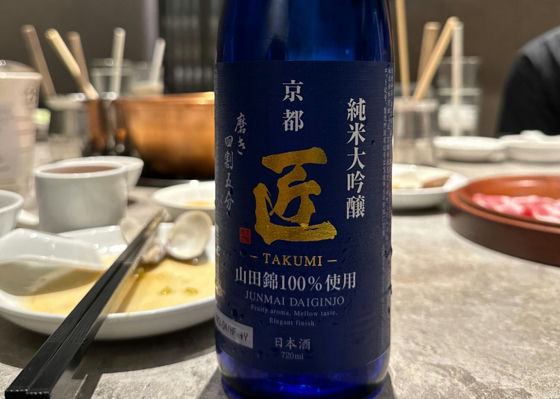 京都
純米大吟醸
磨き
四割五分
匠
TAKUMI
山田錦100%使用
JUNMAI DAIGINJO
Fruity aroma, Mellow taste,
Elegant finish.
日本酒
720ml